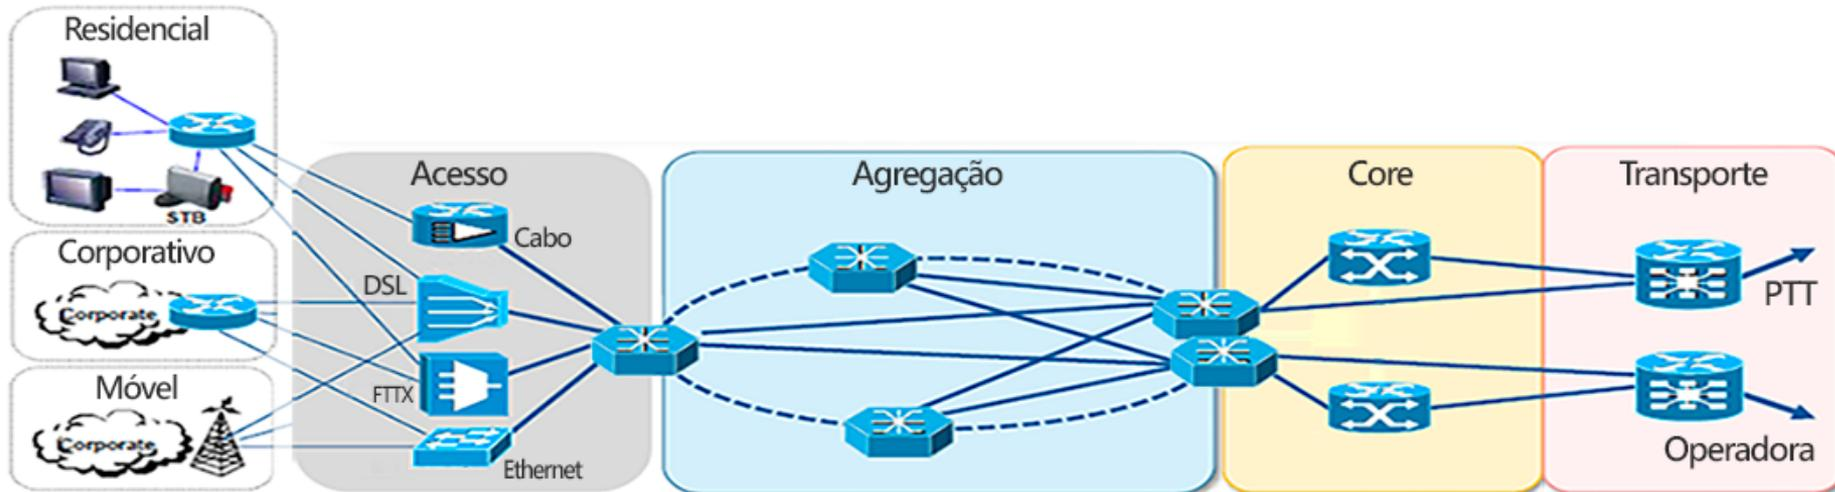 Residencial
STB
Corporativo
Corporate
Móvel
Corporate
Acesso
Cabo
DSL
FTTX
Ethernet
Agregação
Core
Transporte
PTT
Operadora